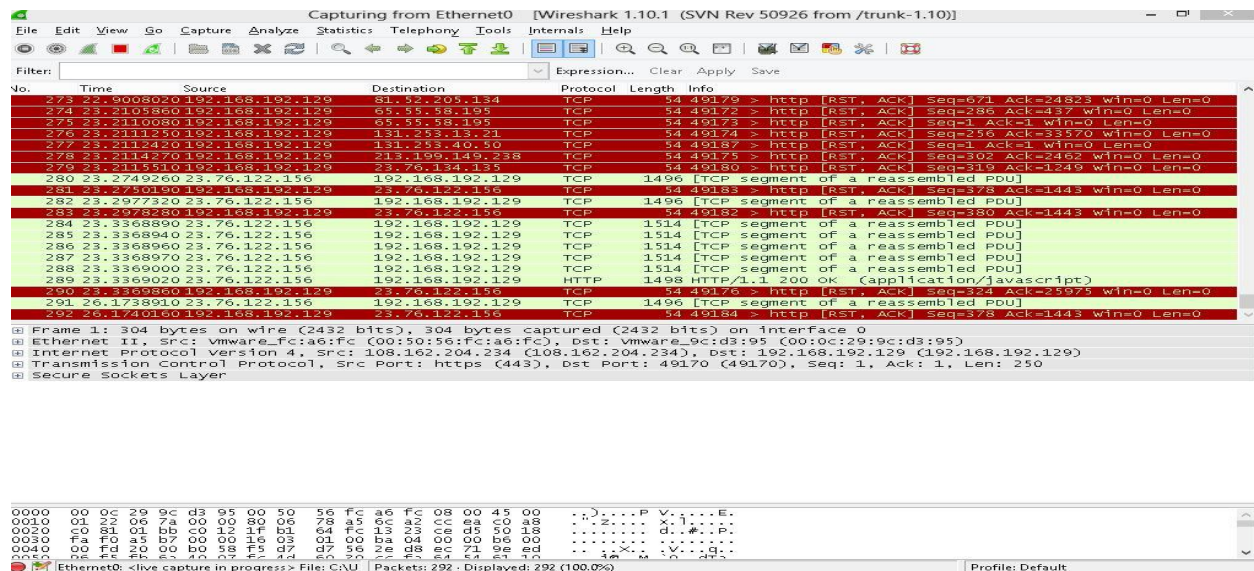 Capturing from Ethernet0 [Wireshark 1.10.1 (SVN Rev 50926 from /trunk-1.10)]
File Edit View Go Capture Analyze Statistics Telephony Tools Internals Help
Filter: Expression... Clear Apply Save
No. Time Source Destination Protocol Length Info
273 22.9008020 192.168.192.129 81.52.205.134 TCP 54 49179 > http [RST, ACK] Seq=671 Ack=24823 Win=0 Len=0
274 23.2105860 192.168.192.129 65.55.58.195 TCP 54 49172 > http [RST, ACK] Seq=286 Ack=437 Win=0 Len=0
275 23.2110080 192.168.192.129 65.55.58.195 TCP 54 49173 > http [RST, ACK] Seq=1 Ack=1 Win=0 Len=0
276 23.2111250 192.168.192.129 131.253.13.21 TCP 54 49174 > http [RST, ACK] Seq=256 Ack=33570 Win=0 Len=0
277 23.2112420 192.168.192.129 131.253.40.50 TCP 54 49187 > http [RST, ACK] Seq=1 Ack=1 Win=0 Len=0
278 23.2114270 192.168.192.129 213.199.149.238 TCP 54 49175 > http [RST, ACK] Seq=302 Ack=2462 Win=0 Len=0
279 23.2115510 192.168.192.129 23.76.134.135 TCP 54 49180 > http [RST, ACK] Seq=319 Ack=1249 Win=0 Len=0
280 23.2749260 23.76.122.156 192.168.192.129 TCP 1496 [TCP segment of a reassembled PDU]
281 23.2750190 192.168.192.129 23.76.122.156 TCP 54 49183 > http [RST, ACK] Seq=378 Ack=1443 Win=0 Len=0
282 23.2977320 23.76.122.156 192.168.192.129 TCP 1496 [TCP segment of a reassembled PDU]
283 23.2978280 192.168.192.129 23.76.122.156 TCP 54 49182 > http [RST, ACK] Seq=380 Ack=1443 Win=0 Len=0
284 23.3368890 23.76.122.156 192.168.192.129 TCP 1514 [TCP segment of a reassembled PDU]
285 23.3368940 23.76.122.156 192.168.192.129 TCP 1514 [TCP segment of a reassembled PDU]
286 23.3368960 23.76.122.156 192.168.192.129 TCP 1514 [TCP segment of a reassembled PDU]
287 23.3368970 23.76.122.156 192.168.192.129 TCP 1514 [TCP segment of a reassembled PDU]
288 23.3369000 23.76.122.156 192.168.192.129 TCP 1514 [TCP segment of a reassembled PDU]
289 23.3369020 23.76.122.156 192.168.192.129 HTTP 1498 HTTP/1.1 200 OK (application/javascript)
290 23.3369860 192.168.192.129 23.76.122.156 TCP 54 49176 > http [RST, ACK] Seq=324 Ack=25975 Win=0 Len=0
291 26.1738910 23.76.122.156 192.168.192.129 TCP 1496 [TCP segment of a reassembled PDU]
292 26.1740160 192.168.192.129 23.76.122.156 TCP 54 49184 > http [RST, ACK] Seq=378 Ack=1443 Win=0 Len=0
Frame 1: 304 bytes on wire (2432 bits), 304 bytes captured (2432 bits) on interface 0
Ethernet II, Src: Vmware_fc:a6:fc (00:50:56:fc:a6:fc), Dst: Vmware_9c:d3:95 (00:0c:29:9c:d3:95)
Internet Protocol Version 4, Src: 108.162.204.234 (108.162.204.234), Dst: 192.168.192.129 (192.168.192.129)
Transmission Control Protocol, Src Port: https (443), Dst Port: 49170 (49170), Seq: 1, Ack: 1, Len: 250
Secure Sockets Layer
0000 00 0c 29 9c d3 95 00 50 56 fc a6 fc 08 00 45 00 ..)....P V.....E.
0010 01 22 06 7a 00 00 80 06 78 a5 6c a2 cc ea c0 a8 .".z.... x.l.....
0020 c0 81 01 bb c0 12 1f b1 64 fc 13 23 ce d5 50 18 ........ d..#..P.
0030 fa f0 a5 b7 00 00 16 03 01 00 ba 04 00 00 b6 00
0040 00 fd 20 00 b0 58 f5 d7 d7 56 2e d8 ec 71 9e ed .. ..X.. .V...q..
Ethernet0: <live capture in progress> File: C:\U Packets: 292 · Displayed: 292 (100.0%) Profile: Default